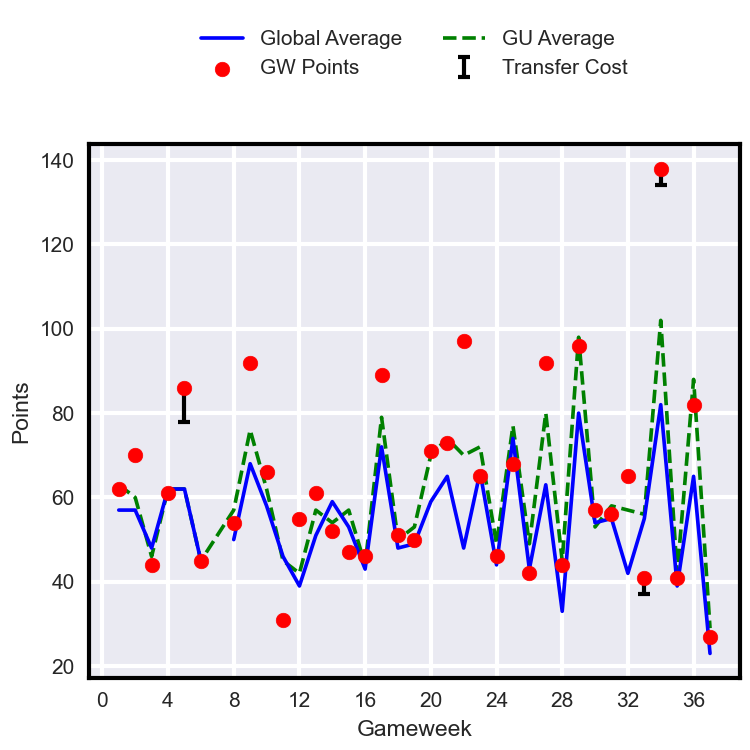 Global Average
GU Average
GW Points
Transfer Cost
140
120
100
80
60
40
20
Points
0 4 8 12 16 20 24 28 32 36
Gameweek